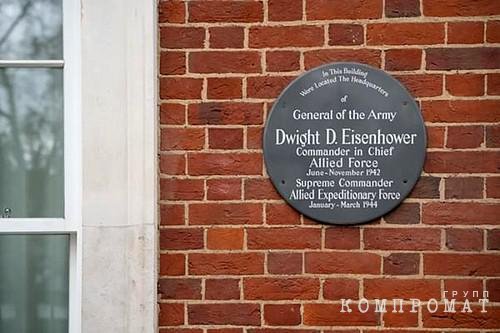 In This Building
Were Located The Headquarters
of
General of the Army
Dwight D. Eisenhower
Commander in Chief
Allied Force
June - November 1942
Supreme Commander
Allied Expeditionary Force
January - March 1944
ГРУПП
КОМПРОМАТ